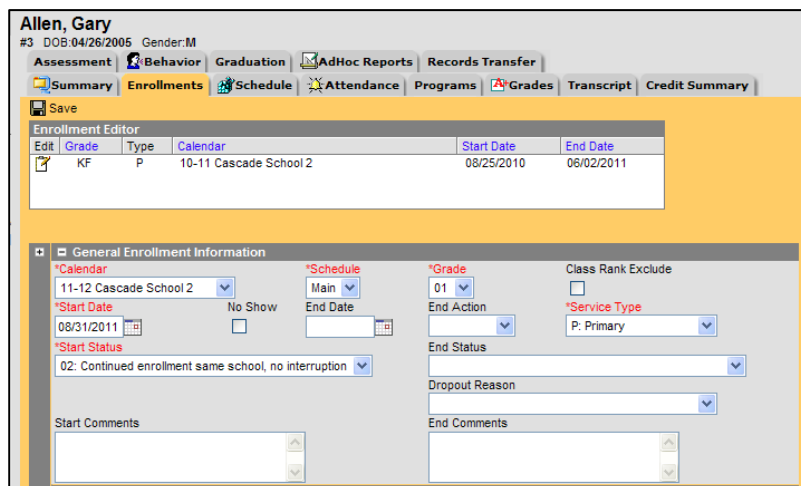 Allen, Gary
#3 DOB:04/26/2005 Gender:M
Assessment Behavior Graduation AdHoc Reports Records Transfer
Summary Enrollments Schedule Attendance Programs Grades Transcript Credit Summary
Save
Enrollment Editor
Edit Grade Type Calendar Start Date End Date
KF P 10-11 Cascade School 2 08/25/2010 06/02/2011
General Enrollment Information
*Calendar *Schedule *Grade Class Rank Exclude
11-12 Cascade School 2 Main 01
*Start Date No Show End Date End Action *Service Type
08/31/2011 P: Primary
*Start Status End Status
02: Continued enrollment same school, no interruption
Dropout Reason
Start Comments End Comments